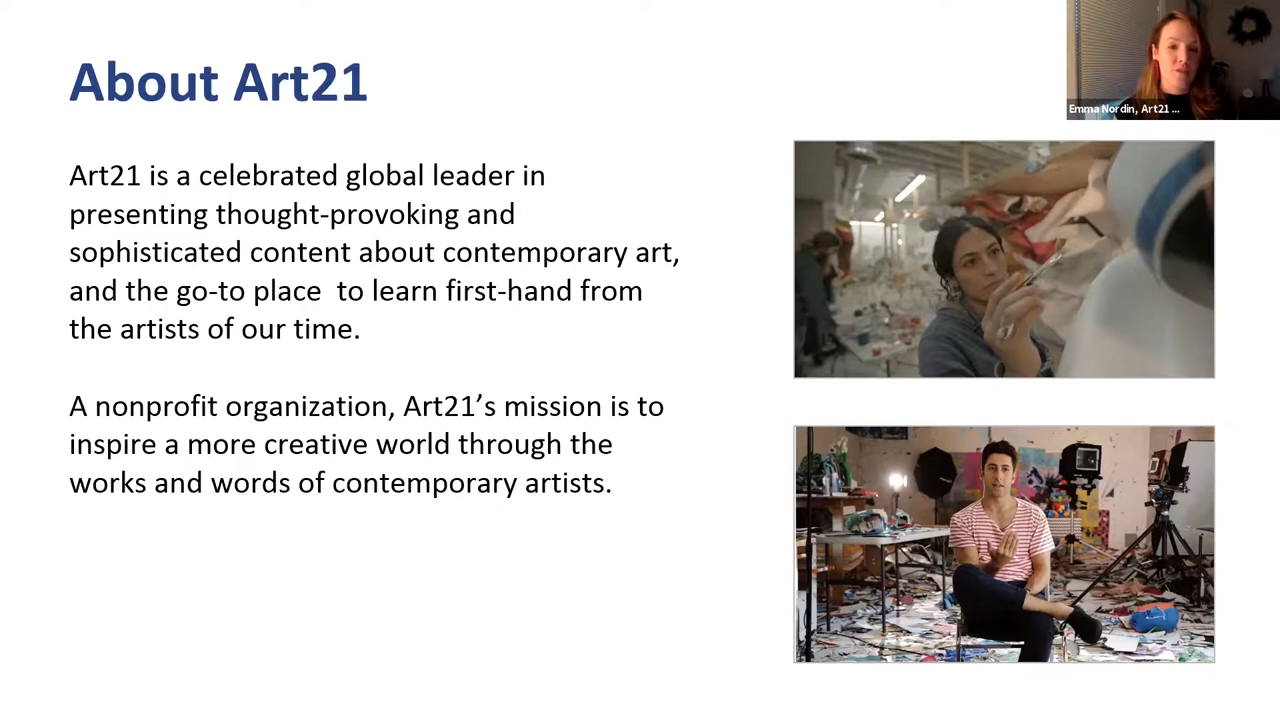 About Art21
Emma Nordin, Art21 ...
Art21 is a celebrated global leader in
presenting thought-provoking and
sophisticated content about contemporary art,
and the go-to place  to learn first-hand from
the artists of our time.
A nonprofit organization, Art21’s mission is to
inspire a more creative world through the
works and words of contemporary artists.